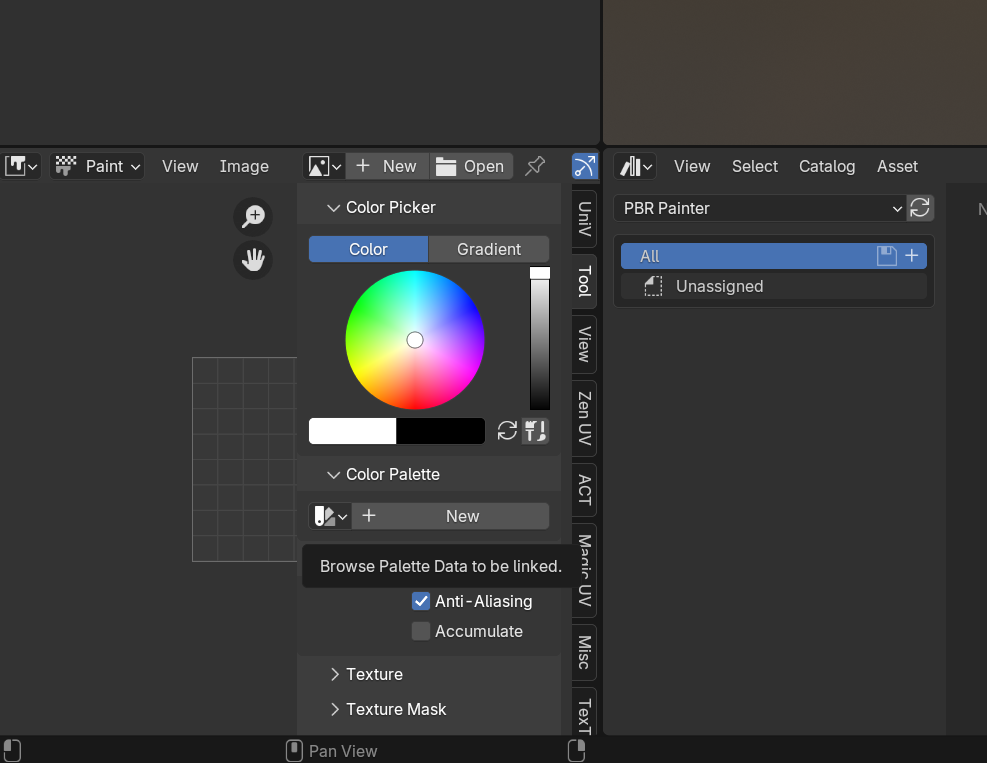 Paint
View
Image
New
Open
View
Select
Catalog
Asset
Color Picker
Color
Gradient
Color Palette
New
Browse Palette Data to be linked.
Anti-Aliasing
Accumulate
Texture
Texture Mask
UniV
Tool
View
Zen UV
ACT
Magic UV
Misc
TexT
PBR Painter
All
Unassigned
N
Pan View